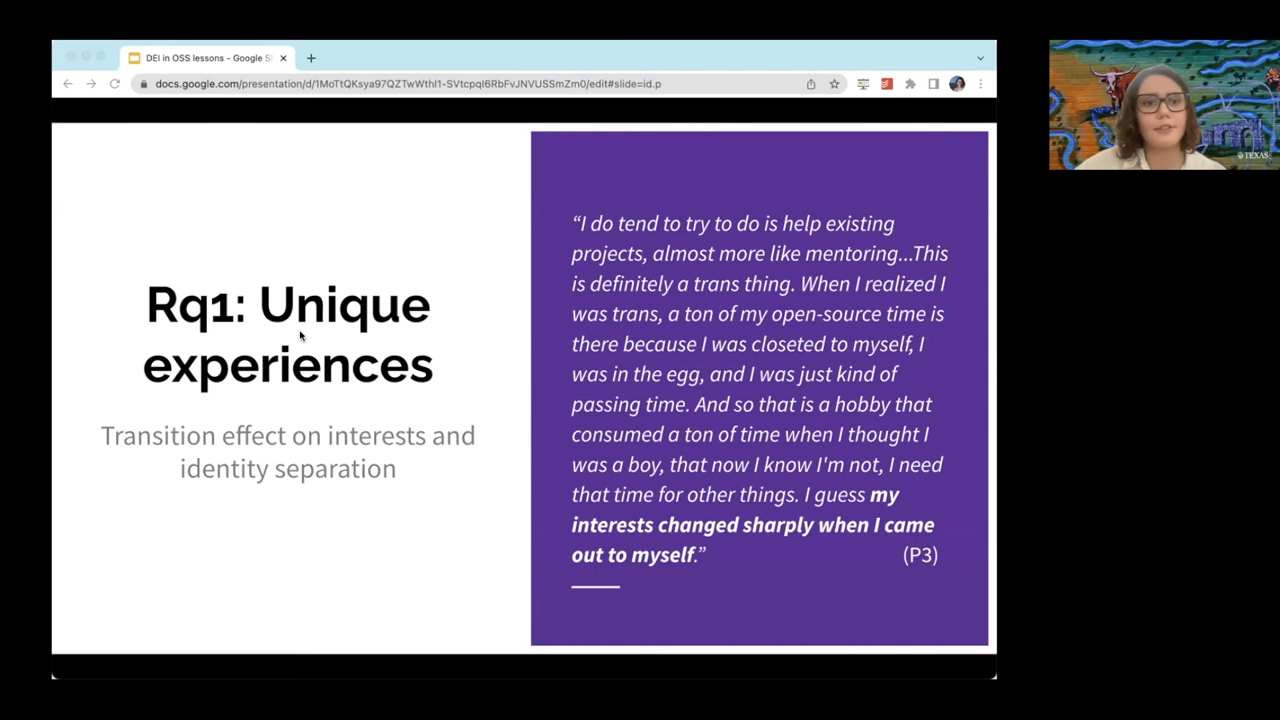 DEI in OSS lessons - Google S
docs.google.com/presentation/d/1MoTtQKsya97QZTwWthl1-SVtcpqI6RbFvJNVUSSmZm0/edit#slide=id.p
TEXAS
Rq1: Unique
experiences
Transition effect on interests and
identity separation
“I do tend to try to do is help existing
projects, almost more like mentoring...This
is definitely a trans thing. When I realized I
was trans, a ton of my open-source time is
there because I was closeted to myself, I
was in the egg, and I was just kind of
passing time. And so that is a hobby that
consumed a ton of time when I thought I
was a boy, that now I know I'm not, I need
that time for other things. I guess my
interests changed sharply when I came
out to myself.” (P3)